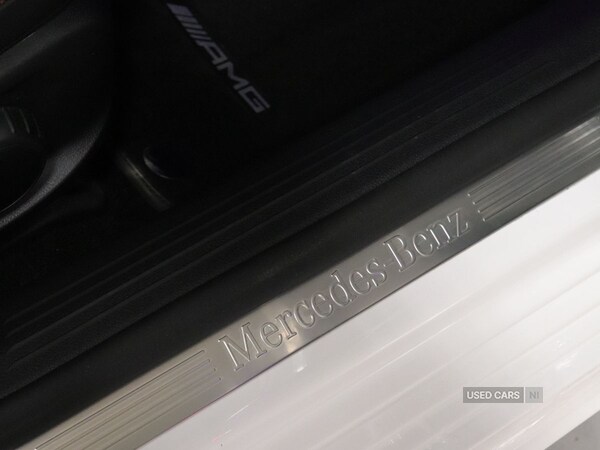 AMG
Mercedes-Benz
USED CARS NI